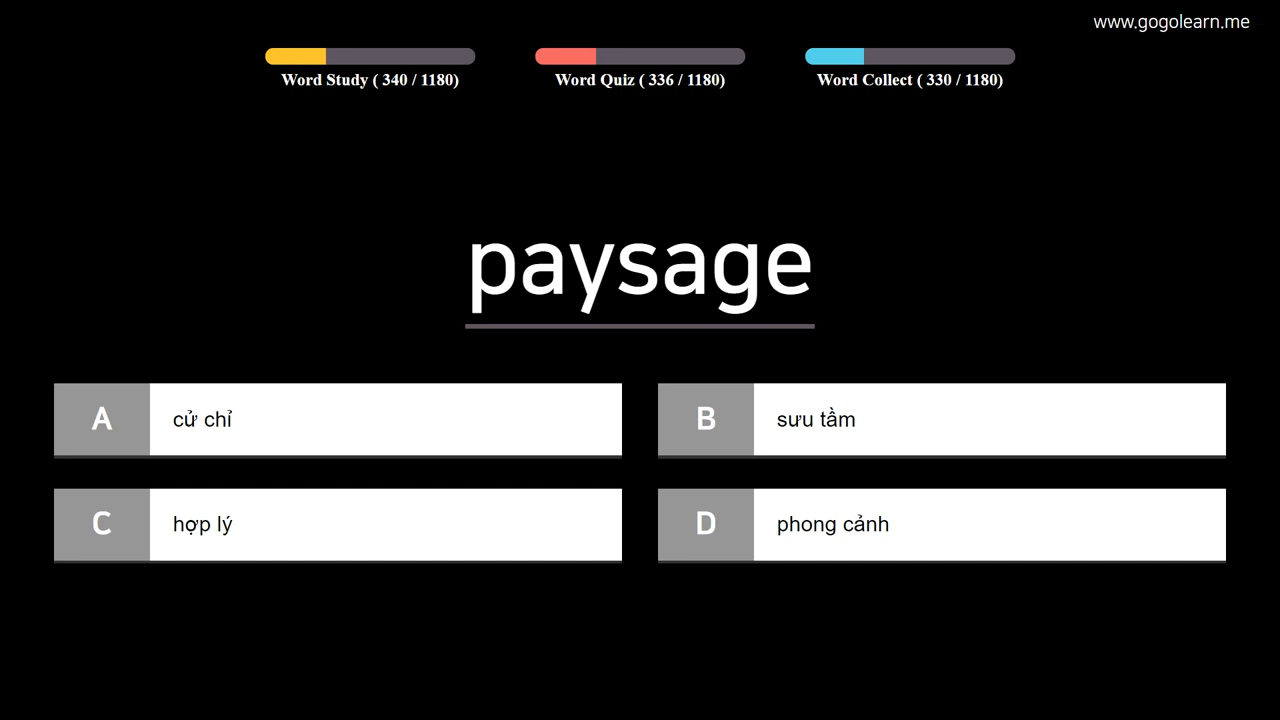 www.gogolearn.me
Word Study ( 340 / 1180)
Word Quiz ( 336 / 1180)
Word Collect ( 330 / 1180)
paysage
A
cử chỉ
B
sưu tầm
C
hợp lý
D
phong cảnh